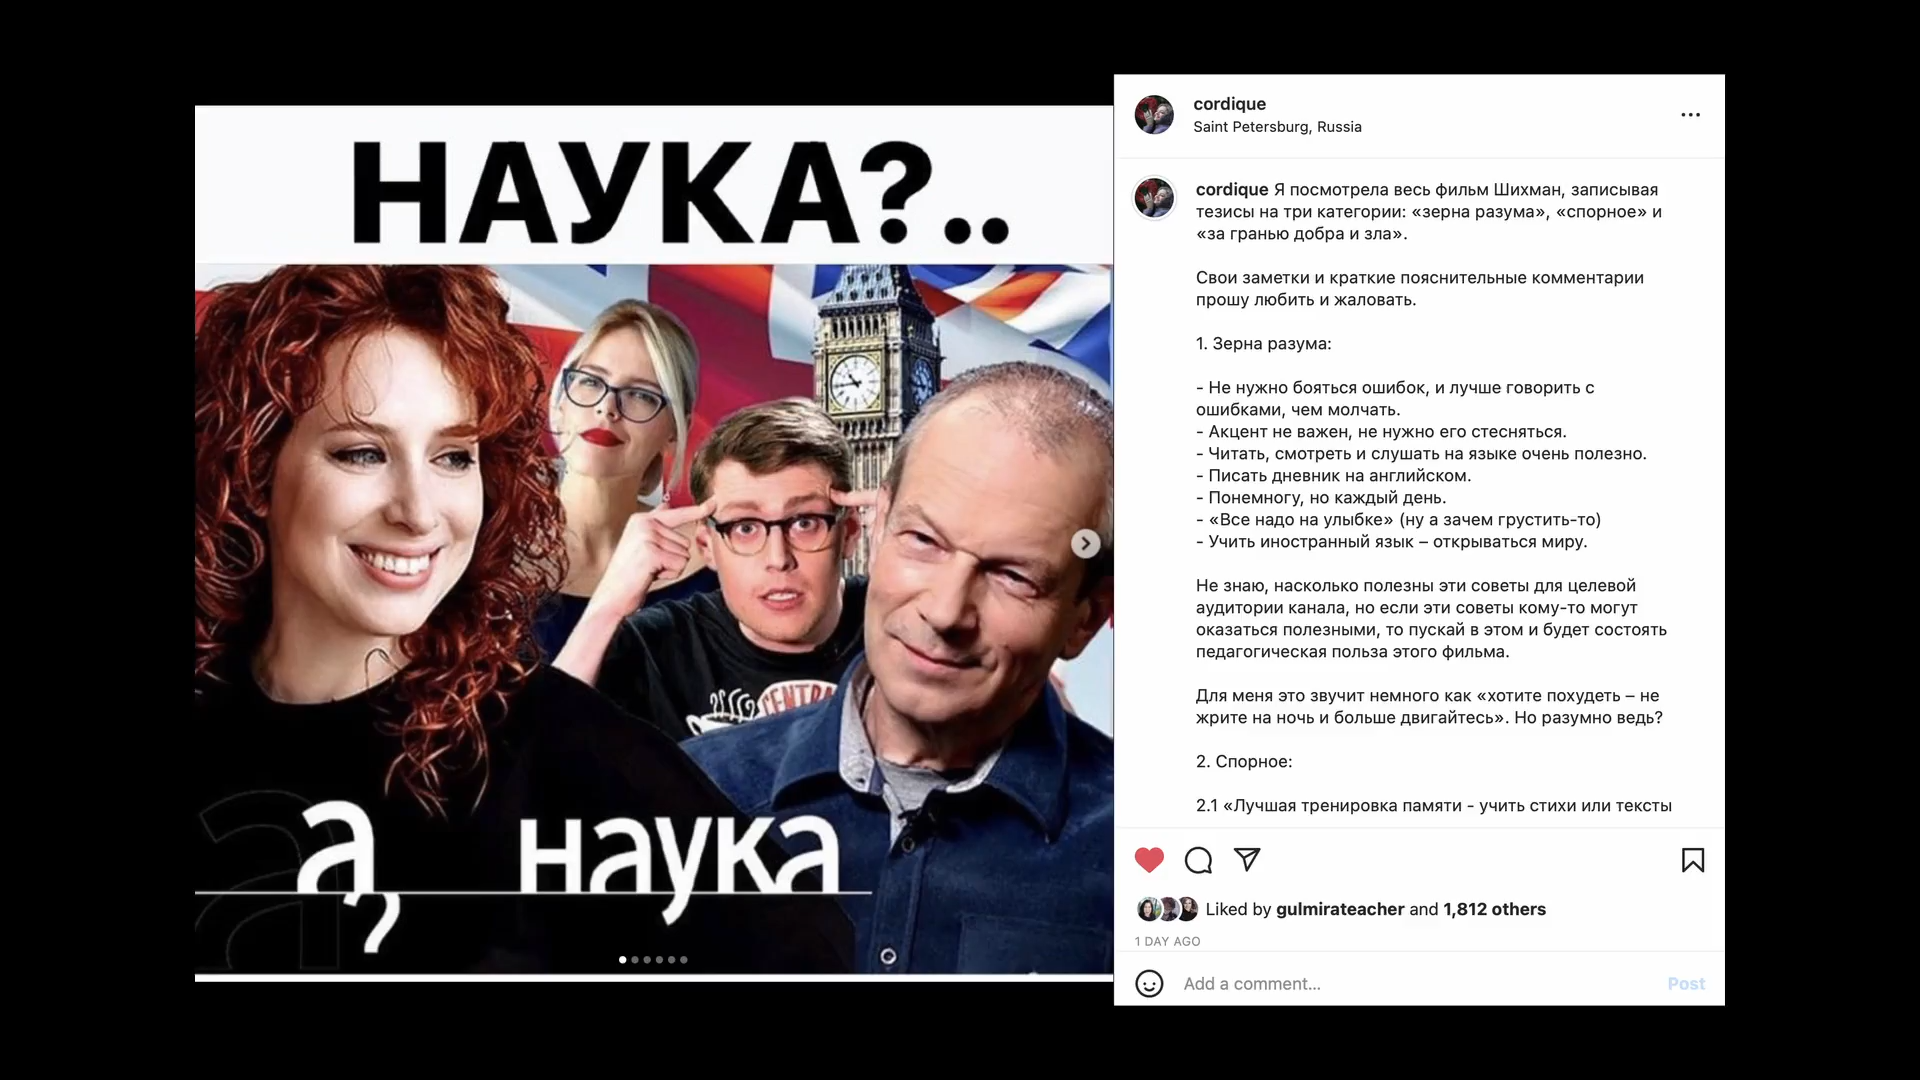 НАУКА?..
CENTRA
а, наука
cordique
Saint Petersburg, Russia
cordique Я посмотрела весь фильм Шихман, записывая
тезисы на три категории: «зерна разума», «спорное» и
«за гранью добра и зла».
Свои заметки и краткие пояснительные комментарии
прошу любить и жаловать.
1. Зерна разума:
- Не нужно бояться ошибок, и лучше говорить с
ошибками, чем молчать.
- Акцент не важен, не нужно его стесняться.
- Читать, смотреть и слушать на языке очень полезно.
- Писать дневник на английском.
- Понемногу, но каждый день.
- «Все надо на улыбке» (ну а зачем грустить-то)
- Учить иностранный язык – открываться миру.
Не знаю, насколько полезны эти советы для целевой
аудитории канала, но если эти советы кому-то могут
оказаться полезными, то пускай в этом и будет состоять
педагогическая польза этого фильма.
Для меня это звучит немного как «хотите похудеть – не
жрите на ночь и больше двигайтесь». Но разумно ведь?
2. Спорное:
2.1 «Лучшая тренировка памяти - учить стихи или тексты
Liked by gulmirateacher and 1,812 others
1 DAY AGO
Add a comment...
Post